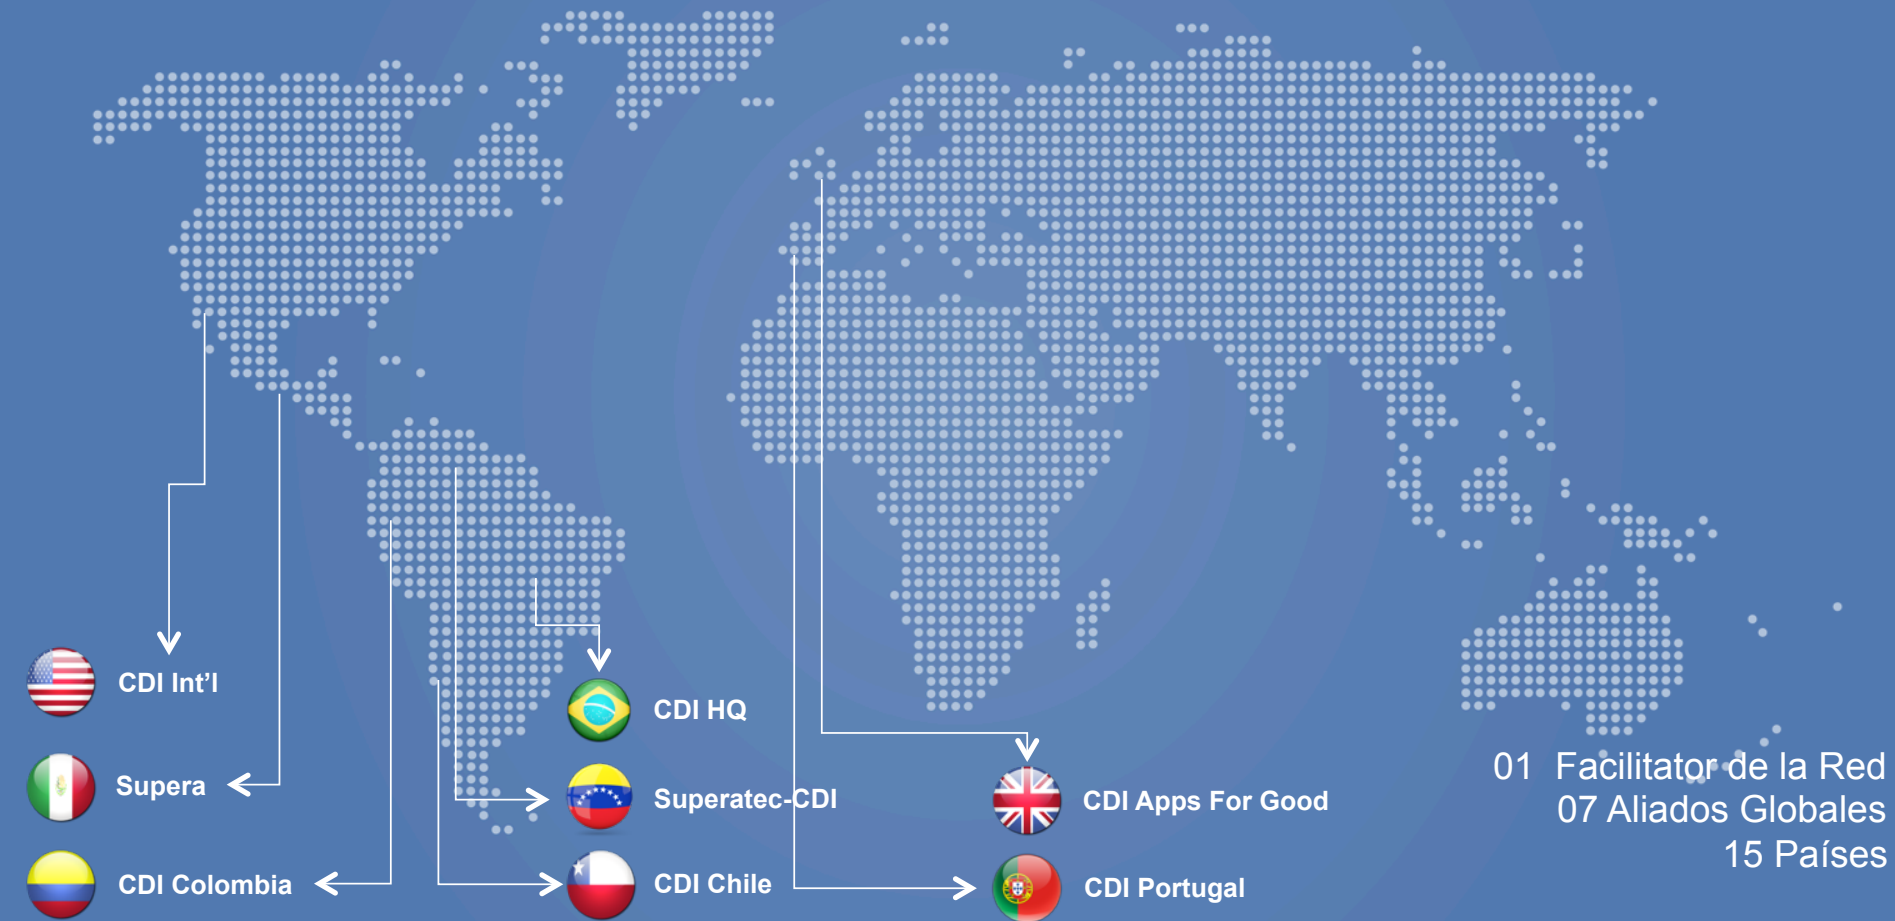 CDI Int'l
Supera
CDI Colombia
CDI HQ
Superatec-CDI
CDI Chile
CDI Apps For Good
CDI Portugal
01 Facilitator de la Red
07 Aliados Globales
15 Países